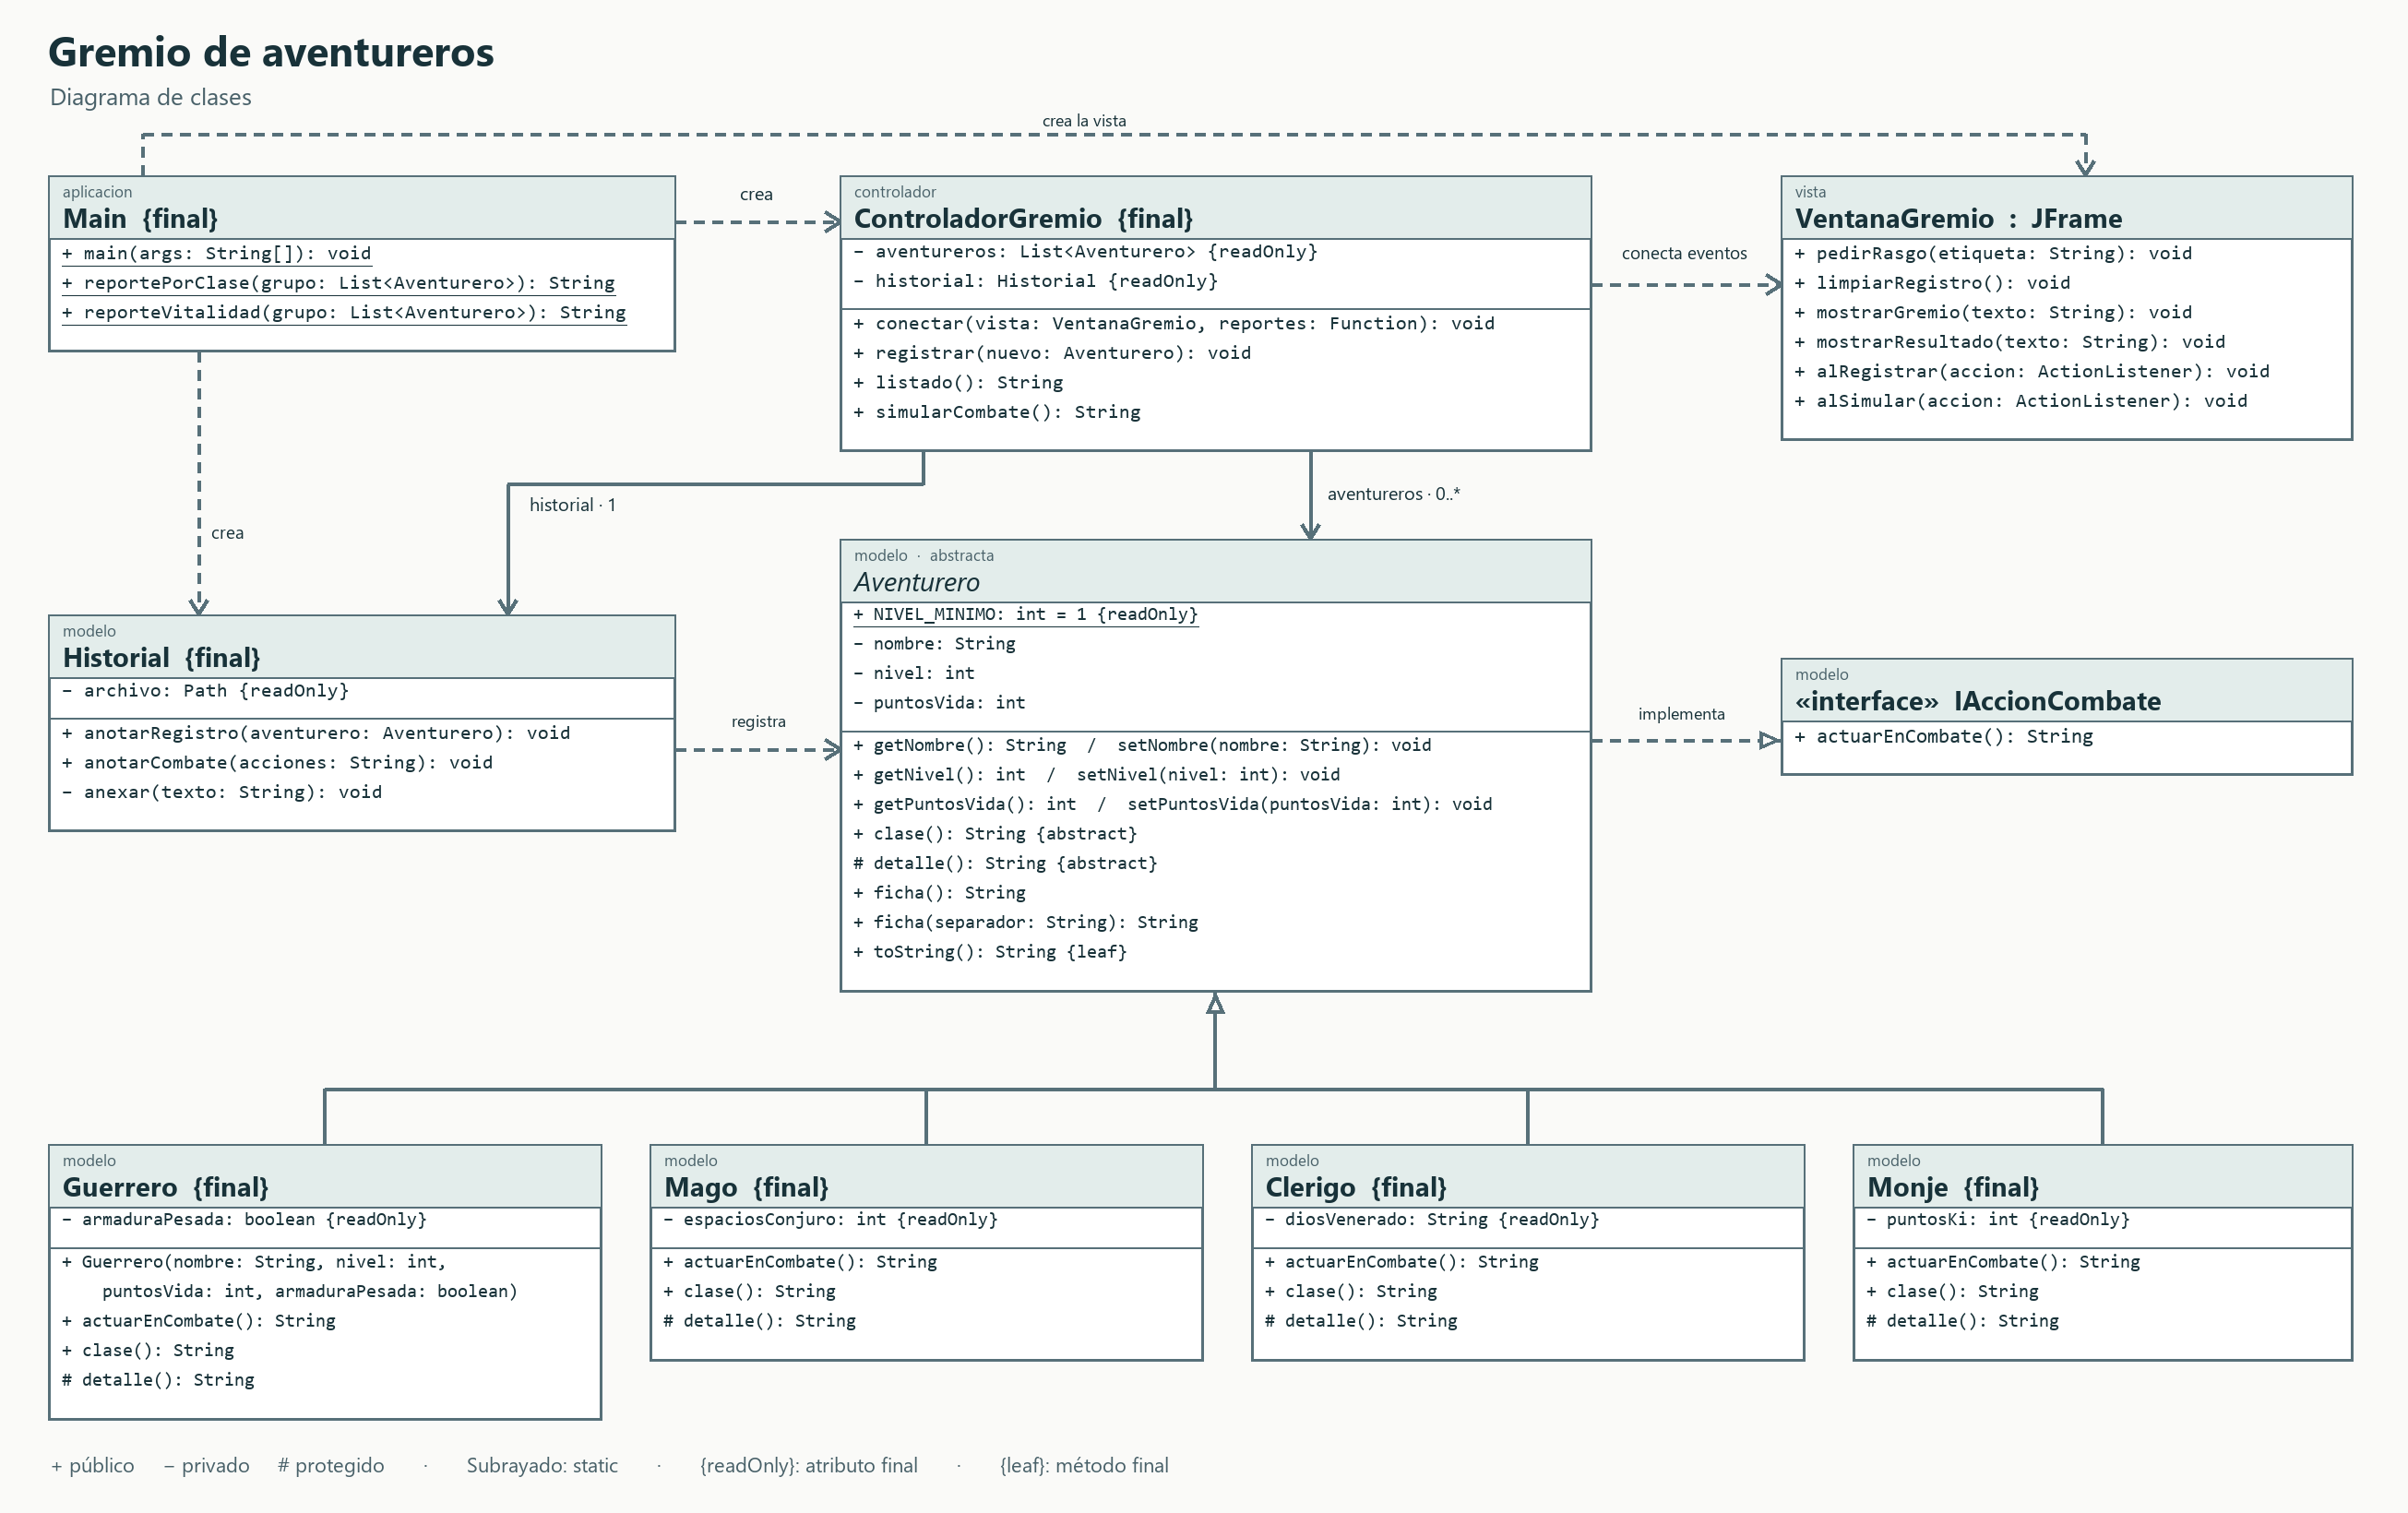 Gremio de aventureros
Diagrama de clases
crea la vista
aplicacion
Main {final}
+ main(args: String[]): void
+ reportePorClase(grupo: List<Aventurero>): String
+ reporteVitalidad(grupo: List<Aventurero>): String
crea
controlador
ControladorGremio {final}
– aventureros: List<Aventurero> {readOnly}
– historial: Historial {readOnly}
+ conectar(vista: VentanaGremio, reportes: Function): void
+ registrar(nuevo: Aventurero): void
+ listado(): String
+ simularCombate(): String
conecta eventos
vista
VentanaGremio : JFrame
+ pedirRasgo(etiqueta: String): void
+ limpiarRegistro(): void
+ mostrarGremio(texto: String): void
+ mostrarResultado(texto: String): void
+ alRegistrar(accion: ActionListener): void
+ alSimular(accion: ActionListener): void
historial · 1
aventureros · 0..*
crea
modelo
Historial {final}
– archivo: Path {readOnly}
+ anotarRegistro(aventurero: Aventurero): void
+ anotarCombate(acciones: String): void
– anexar(texto: String): void
registra
modelo · abstracta
Aventurero
+ NIVEL_MINIMO: int = 1 {readOnly}
– nombre: String
– nivel: int
– puntosVida: int
+ getNombre(): String / setNombre(nombre: String): void
+ getNivel(): int / setNivel(nivel: int): void
+ getPuntosVida(): int / setPuntosVida(puntosVida: int): void
+ clase(): String {abstract}
# detalle(): String {abstract}
+ ficha(): String
+ ficha(separador: String): String
+ toString(): String {leaf}
implementa
modelo
«interface» IAccionCombate
+ actuarEnCombate(): String
modelo
Guerrero {final}
– armaduraPesada: boolean {readOnly}
+ Guerrero(nombre: String, nivel: int,
puntosVida: int, armaduraPesada: boolean)
+ actuarEnCombate(): String
+ clase(): String
# detalle(): String
modelo
Mago {final}
– espaciosConjuro: int {readOnly}
+ actuarEnCombate(): String
+ clase(): String
# detalle(): String
modelo
Clerigo {final}
– diosVenerado: String {readOnly}
+ actuarEnCombate(): String
+ clase(): String
# detalle(): String
modelo
Monje {final}
– puntosKi: int {readOnly}
+ actuarEnCombate(): String
+ clase(): String
# detalle(): String
+ público – privado # protegido · Subrayado: static · {readOnly}: atributo final · {leaf}: método final